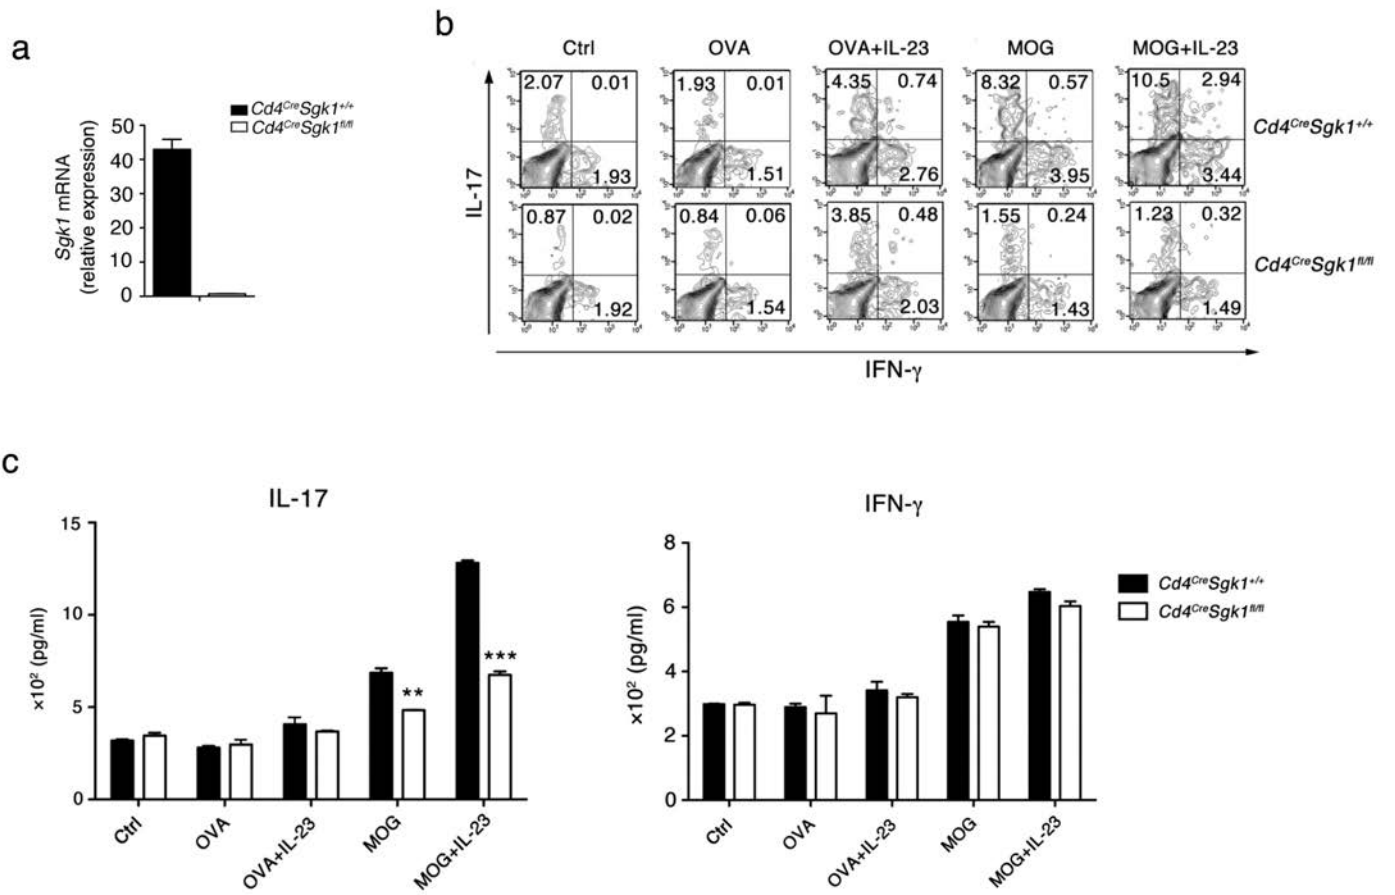 a
Cd4CreSgk1+/+
Cd4CreSgk1fl/fl
50
40
30
20
10
0
Sgk1 mRNA
(relative expression)
b
Ctrl OVA OVA+IL-23 MOG MOG+IL-23
2.07 0.01 1.93 0.01 4.35 0.74 8.32 0.57 10.5 2.94
Cd4CreSgk1+/+
1.93 1.51 2.76 3.95 3.44
IL-17
0.87 0.02 0.84 0.06 3.85 0.48 1.55 0.24 1.23 0.32
Cd4CreSgk1fl/fl
1.92 1.54 2.03 1.43 1.49
IFN-γ
c
IL-17
15
10
5
0
×10² (pg/ml)
**
***
Ctrl OVA OVA+IL-23 MOG MOG+IL-23
IFN-γ
8
6
4
2
0
×10² (pg/ml)
Ctrl OVA OVA+IL-23 MOG MOG+IL-23
Cd4CreSgk1+/+
Cd4CreSgk1fl/fl